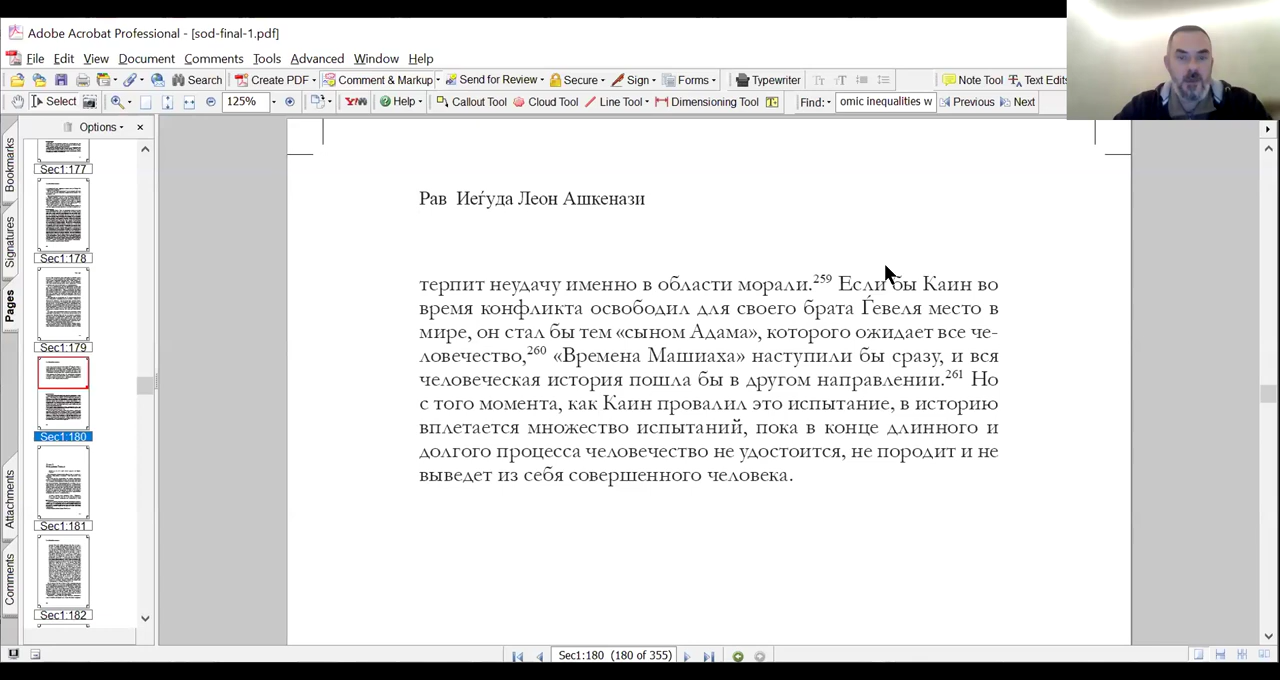 Adobe Acrobat Professional - [sod-final-1.pdf]
File Edit View Document Comments Tools Advanced Window Help
Search Create PDF Comment & Markup Send for Review Secure Sign Forms Typewriter Note Tool Text Edits
Select 125% Help Callout Tool Cloud Tool Line Tool Dimensioning Tool Find: omic inequalities w Previous Next
Options
Bookmarks
Signatures
Pages
Attachments
Comments
Sec1:177
Sec1:178
Sec1:179
Sec1:180
Sec1:181
Sec1:182
Рав Иеѓуда Леон Ашкенази
терпит неудачу именно в области морали.259 Если бы Каин во
время конфликта освободил для своего брата Ѓевеля место в
мире, он стал бы тем «сыном Адама», которого ожидает все че-
ловечество,260 «Времена Машиаха» наступили бы сразу, и вся
человеческая история пошла бы в другом направлении.261 Но
с того момента, как Каин провалил это испытание, в историю
вплетается множество испытаний, пока в конце длинного и
долгого процесса человечество не удостоится, не породит и не
выведет из себя совершенного человека.
Sec1:180 (180 of 355)